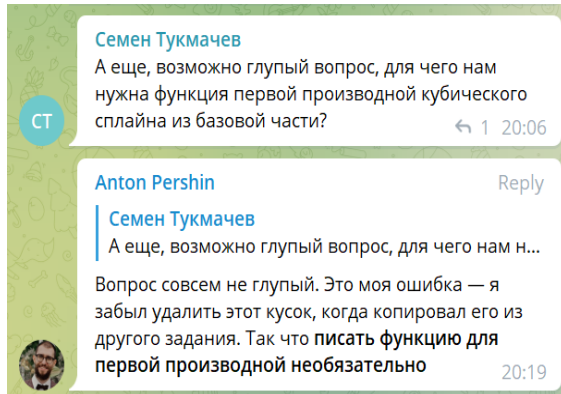 Семен Тукмачев
А еще, возможно глупый вопрос, для чего нам
нужна функция первой производной кубического
сплайна из базовой части?
СТ
1 20:06
Anton Pershin
Reply
Семен Тукмачев
А еще, возможно глупый вопрос, для чего нам н...
Вопрос совсем не глупый. Это моя ошибка — я
забыл удалить этот кусок, когда копировал его из
другого задания. Так что писать функцию для
первой производной необязательно
20:19